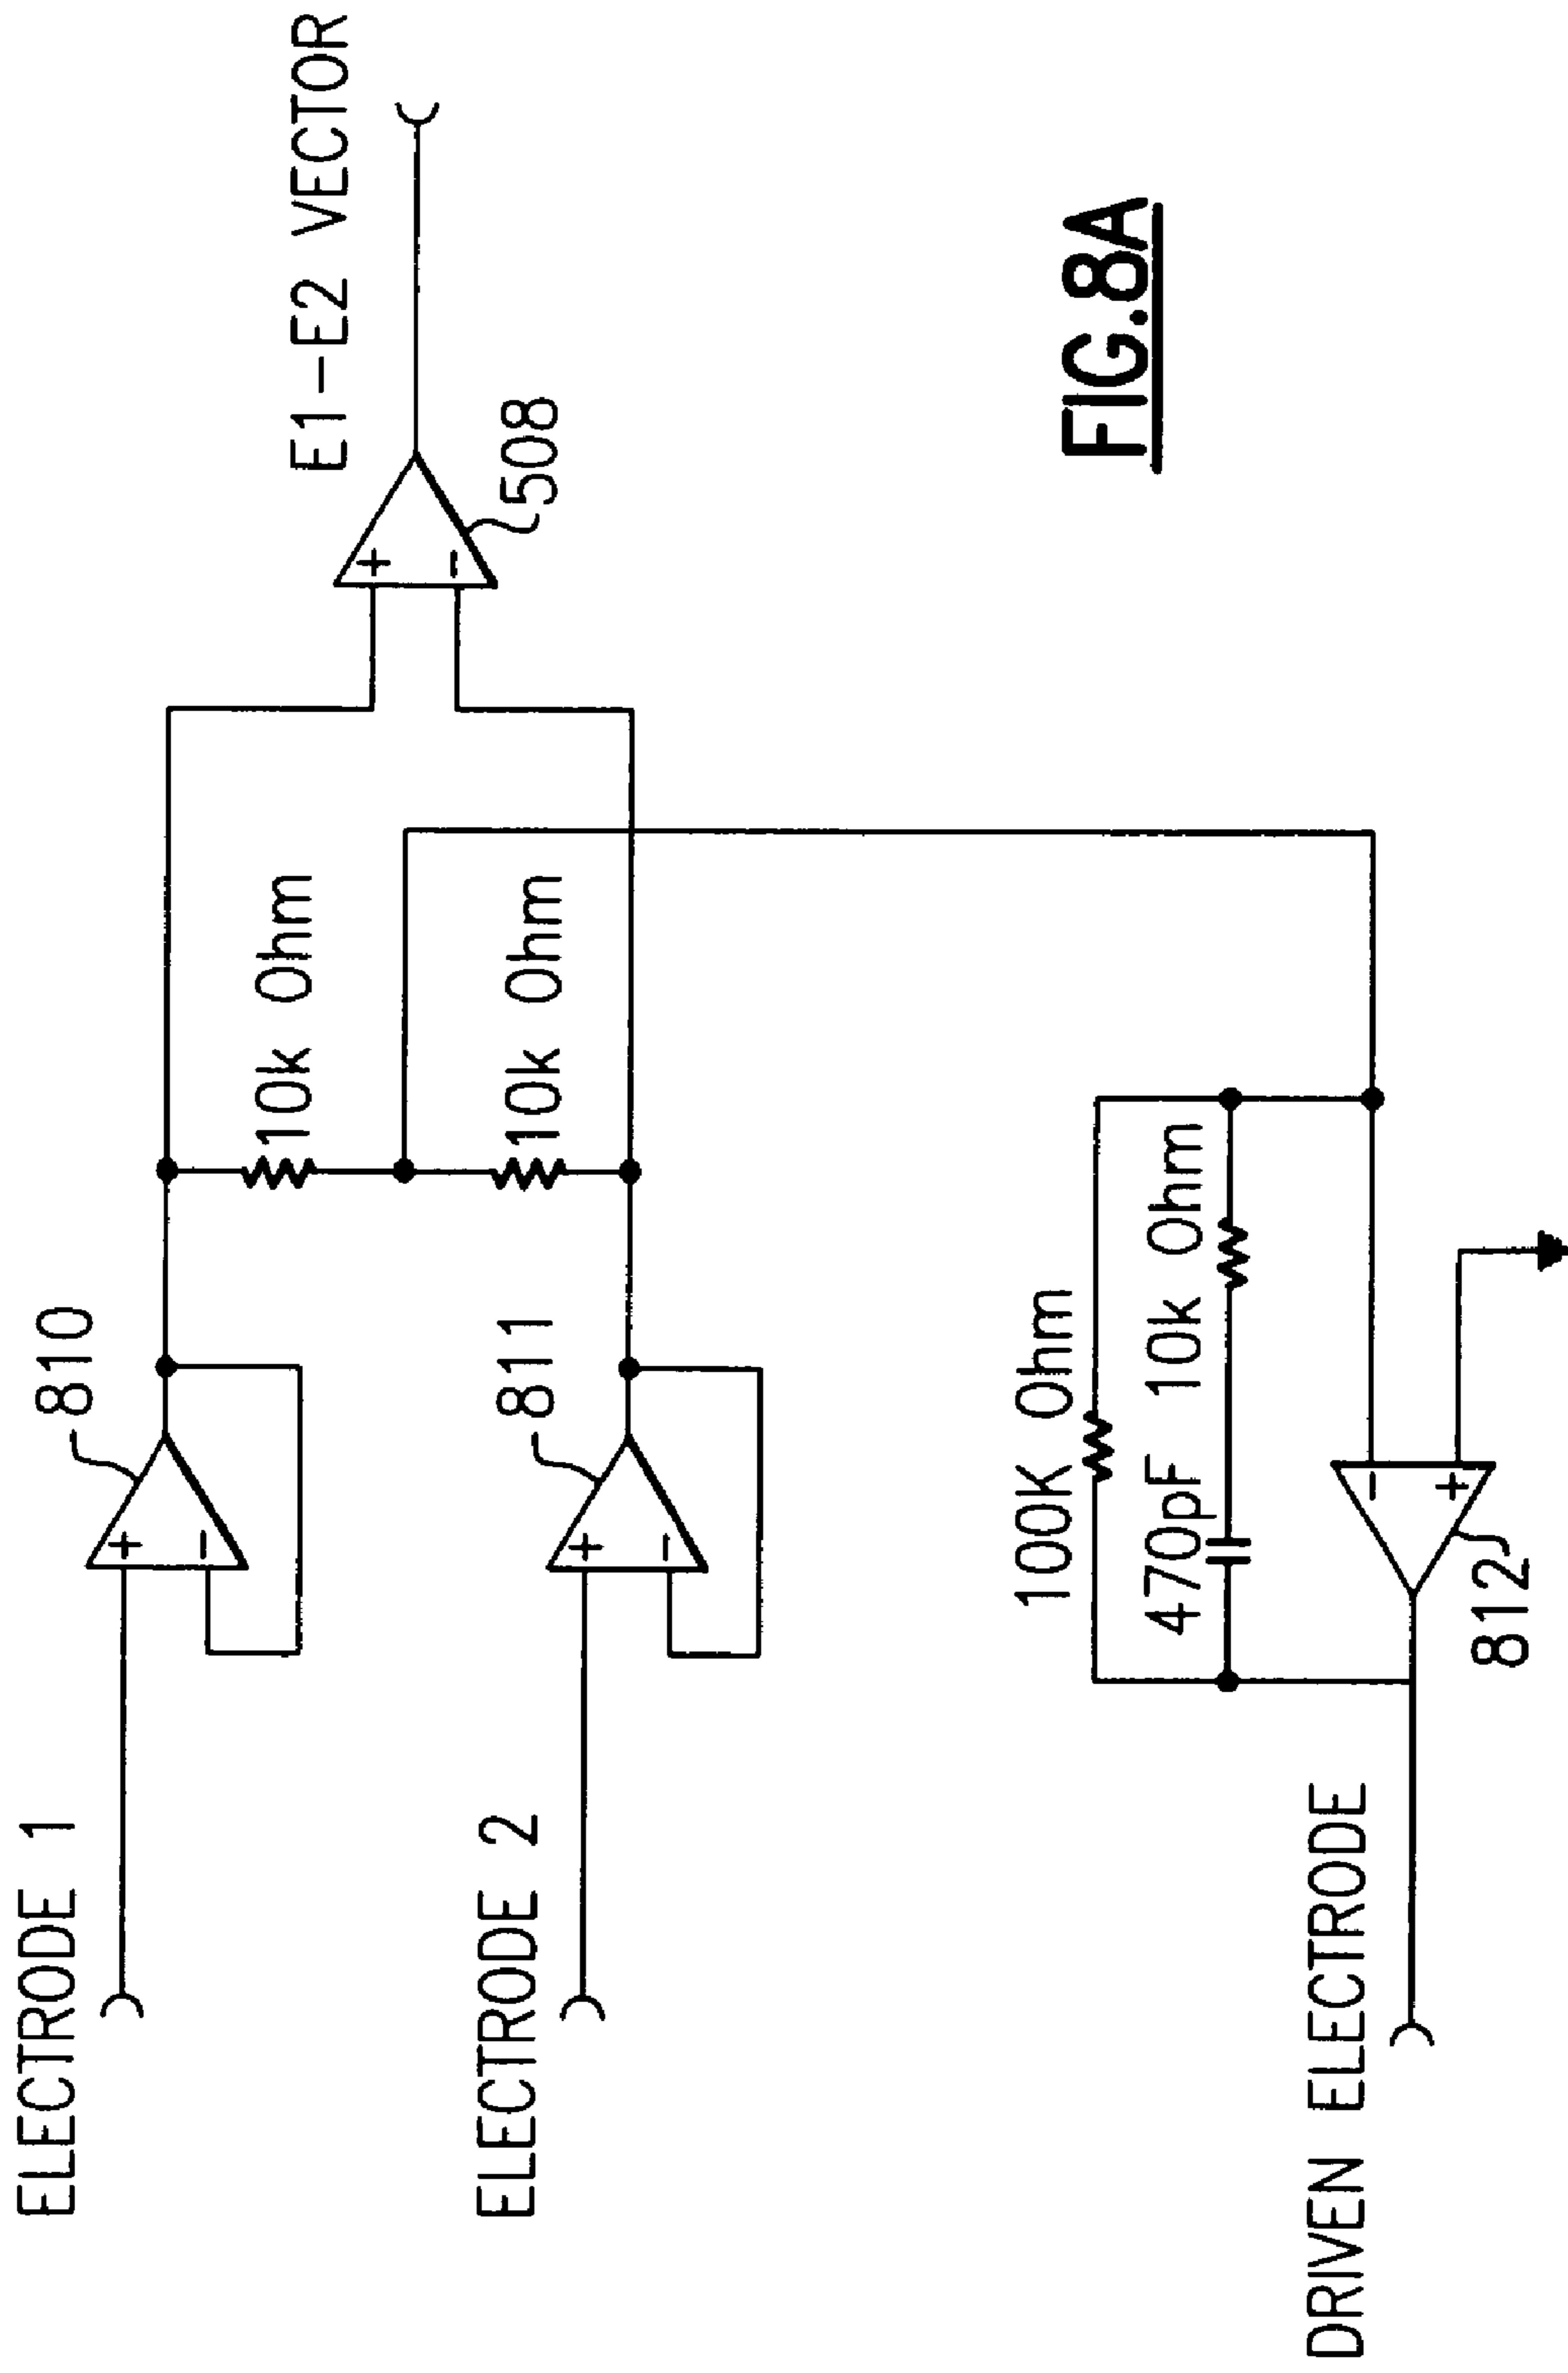 ELECTRODE 1
810
E1-E2 VECTOR
+
-
10k Ohm
+
-
508
ELECTRODE 2
811
10k Ohm
+
-
100K Ohm
470pF 10k Ohm
DRIVEN ELECTRODE
-
+
812
FIG.8A